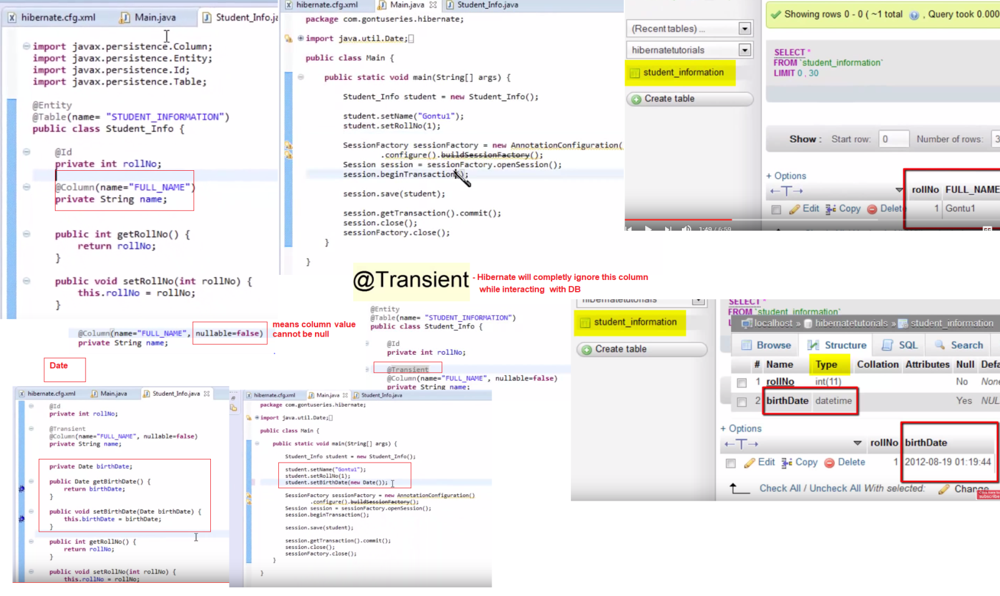 hibernate.cfg.xml Main.java Student_Info.ja
import javax.persistence.Column;
import javax.persistence.Entity;
import javax.persistence.Id;
import javax.persistence.Table;
@Entity
@Table(name= "STUDENT_INFORMATION")
public class Student_Info {
@Id
private int rollNo;
@Column(name="FULL_NAME")
private String name;
public int getRollNo() {
return rollNo;
}
public void setRollNo(int rollNo) {
this.rollNo = rollNo;
}
hibernate.cfg.xml Main.java Student_Info.java
package com.gontuseries.hibernate;
import java.util.Date;
public class Main {
public static void main(String[] args) {
Student_Info student = new Student_Info();
student.setName("Gontu1");
student.setRollNo(1);
SessionFactory sessionFactory = new AnnotationConfiguration(
.configure().buildSessionFactory();
Session session = sessionFactory.openSession();
session.beginTransaction();
session.save(student);
session.getTransaction().commit();
session.close();
sessionFactory.close();
}
}
(Recent tables) ...
hibernatetutorials
student_information
Create table
Showing rows 0 - 0 ( ~1 total , Query took 0.000
SELECT *
FROM `student_information`
LIMIT 0 , 30
Show : Start row: 0 Number of rows: 3
+ Options
←T→ rollNo FULL_NAME
Edit Copy Delete 1 Gontu1
1:49 / 6:59
@Transient - Hibernate will completly ignore this column
while interacting with DB
@Column(name="FULL_NAME", nullable=false)
private String name;
means column value
cannot be null
@Entity
@Table(name= "STUDENT_INFORMATION")
public class Student_Info {
@Id
private int rollNo;
@Transient
@Column(name="FULL_NAME", nullable=false)
private String name;
hibernatetutorials
student_information
Create table
SELECT *
FROM `student_information`
localhost » hibernatetutorials » student_information
Browse Structure SQL Search
# Name Type Collation Attributes Null Defa
1 rollNo int(11) No None
2 birthDate datetime Yes NULL
+ Options
←T→ rollNo birthDate
Edit Copy Delete 1 2012-08-19 01:19:44
Check All / Uncheck All With selected: Change
Click here to
subscribe
Date
hibernate.cfg.xml Main.java Student_Info.java
@Id
private int rollNo;
@Transient
@Column(name="FULL_NAME", nullable=false)
private String name;
private Date birthDate;
public Date getBirthDate() {
return birthDate;
}
public void setBirthDate(Date birthDate) {
this.birthDate = birthDate;
}
public int getRollNo() {
return rollNo;
}
public void setRollNo(int rollNo) {
this.rollNo = rollNo;
hibernate.cfg.xml Main.java Student_Info.java
package com.gontuseries.hibernate;
import java.util.Date;
public class Main {
public static void main(String[] args) {
Student_Info student = new Student_Info();
student.setName("Gontu1");
student.setRollNo(1);
student.setBirthDate(new Date());
SessionFactory sessionFactory = new AnnotationConfiguration()
.configure().buildSessionFactory();
Session session = sessionFactory.openSession();
session.beginTransaction();
session.save(student);
session.getTransaction().commit();
session.close();
sessionFactory.close();
}
}